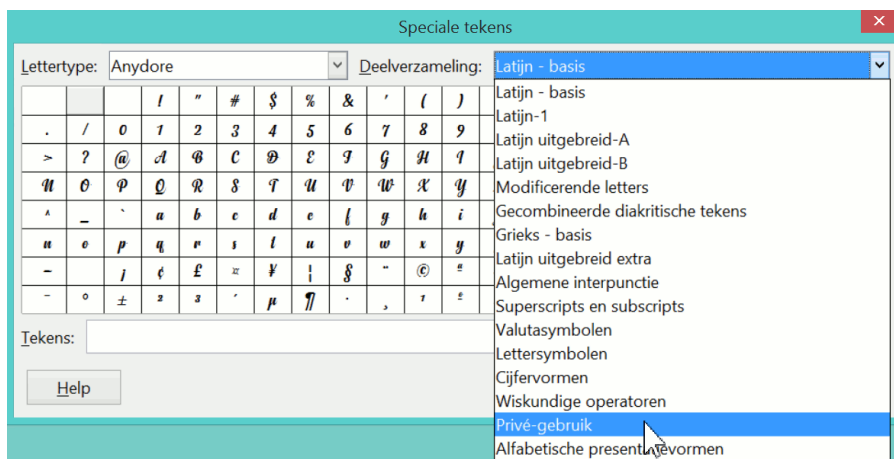 Speciale tekens
Lettertype: Anydore Deelverzameling: Latijn - basis
! " # $ % & ' ( )
. / 0 1 2 3 4 5 6 7 8 9
> ? @ A B C D E F G H I
N O P Q R S T U V W X Y
^ _ ` a b c d e f g h i
n o p q r s t u v w x y
~ ¡ ¢ £ ¤ ¥ ¦ § ¨ © ª
¯ ° ± ² ³ ´ µ ¶ · ¸ ¹ º
Tekens:
Help
Latijn - basis
Latijn-1
Latijn uitgebreid-A
Latijn uitgebreid-B
Modificerende letters
Gecombineerde diakritische tekens
Grieks - basis
Latijn uitgebreid extra
Algemene interpunctie
Superscripts en subscripts
Valutasymbolen
Lettersymbolen
Cijfervormen
Wiskundige operatoren
Privé-gebruik
Alfabetische presentatievormen